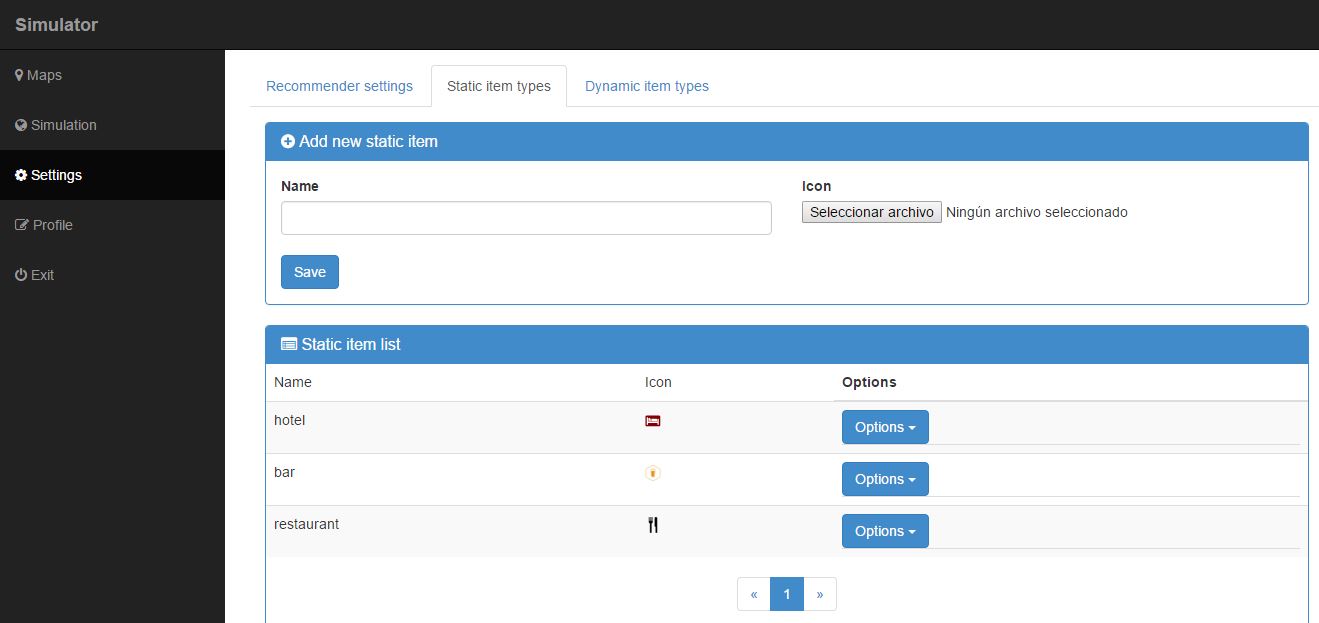 Simulator
Maps
Simulation
Settings
Profile
Exit
Recommender settings
Static item types
Dynamic item types
Add new static item
Name
Icon
Seleccionar archivo Ningún archivo seleccionado
Save
Static item list
Name Icon Options
hotel Options
bar Options
restaurant Options
« 1 »